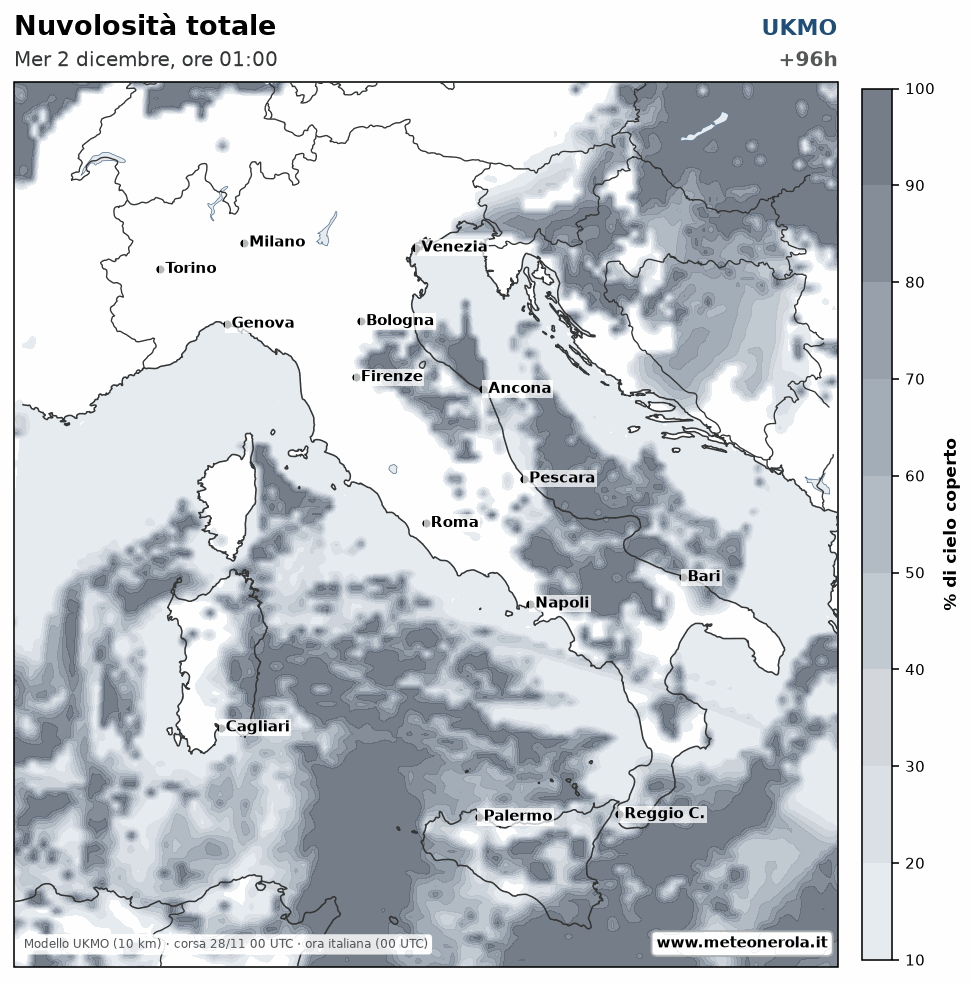 Nuvolosità totale
UKMO
Mer 2 dicembre, ore 01:00
+96h
Milano
Venezia
Torino
Genova
Bologna
Firenze
Ancona
Pescara
Roma
Bari
Napoli
Cagliari
Palermo
Reggio C.
100
90
80
70
60
50
40
30
20
10
% di cielo coperto
Modello UKMO (10 km) · corsa 28/11 00 UTC · ora italiana (00 UTC)
www.meteonerola.it